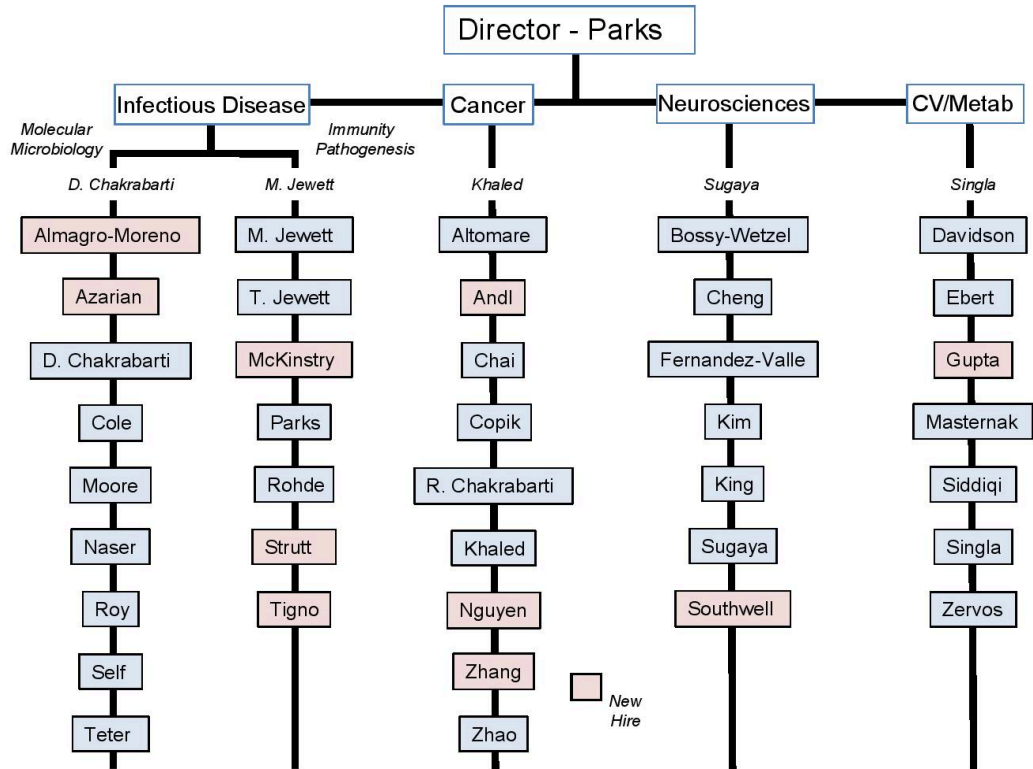 Director - Parks
Infectious Disease
Cancer
Neurosciences
CV/Metab
Molecular
Microbiology
Immunity
Pathogenesis
D. Chakrabarti
M. Jewett
Khaled
Sugaya
Singla
Almagro-Moreno
Azarian
D. Chakrabarti
Cole
Moore
Naser
Roy
Self
Teter
M. Jewett
T. Jewett
McKinstry
Parks
Rohde
Strutt
Tigno
Altomare
Andl
Chai
Copik
R. Chakrabarti
Khaled
Nguyen
Zhang
Zhao
Bossy-Wetzel
Cheng
Fernandez-Valle
Kim
King
Sugaya
Southwell
Davidson
Ebert
Gupta
Masternak
Siddiqi
Singla
Zervos
New
Hire